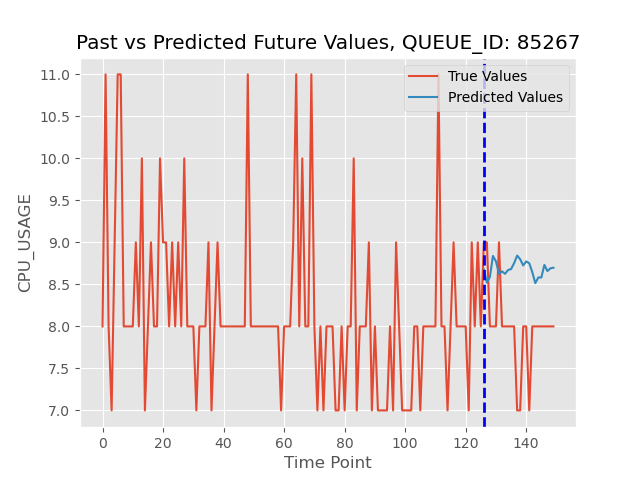 Past vs Predicted Future Values, QUEUE_ID: 85267
True Values
Predicted Values
CPU_USAGE
11.0
10.5
10.0
9.5
9.0
8.5
8.0
7.5
7.0
0 20 40 60 80 100 120 140
Time Point